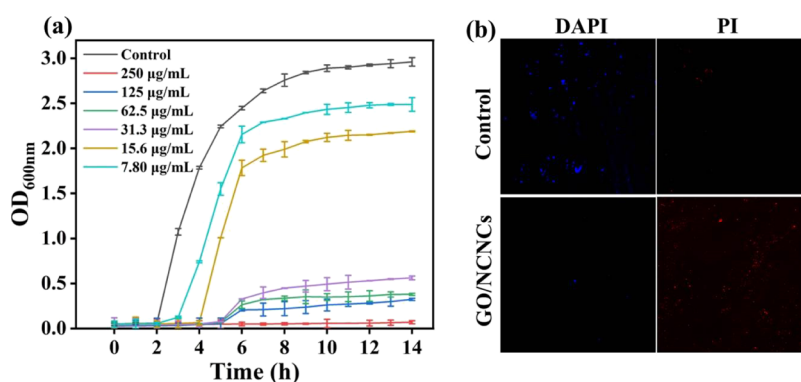 (a)
Control
250 μg/mL
125 μg/mL
62.5 μg/mL
31.3 μg/mL
15.6 μg/mL
7.80 μg/mL
OD600nm
3.0
2.5
2.0
1.5
1.0
0.5
0.0
0 2 4 6 8 10 12 14
Time (h)
(b)
DAPI PI
Control
GO/NCNCs